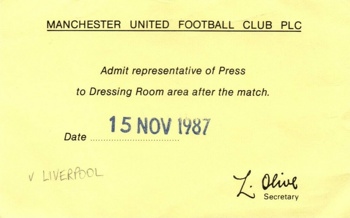 MANCHESTER UNITED FOOTBALL CLUB PLC
Admit representative of Press
to Dressing Room area after the match.
Date 15 NOV 1987
v LIVERPOOL
L. Olive
Secretary